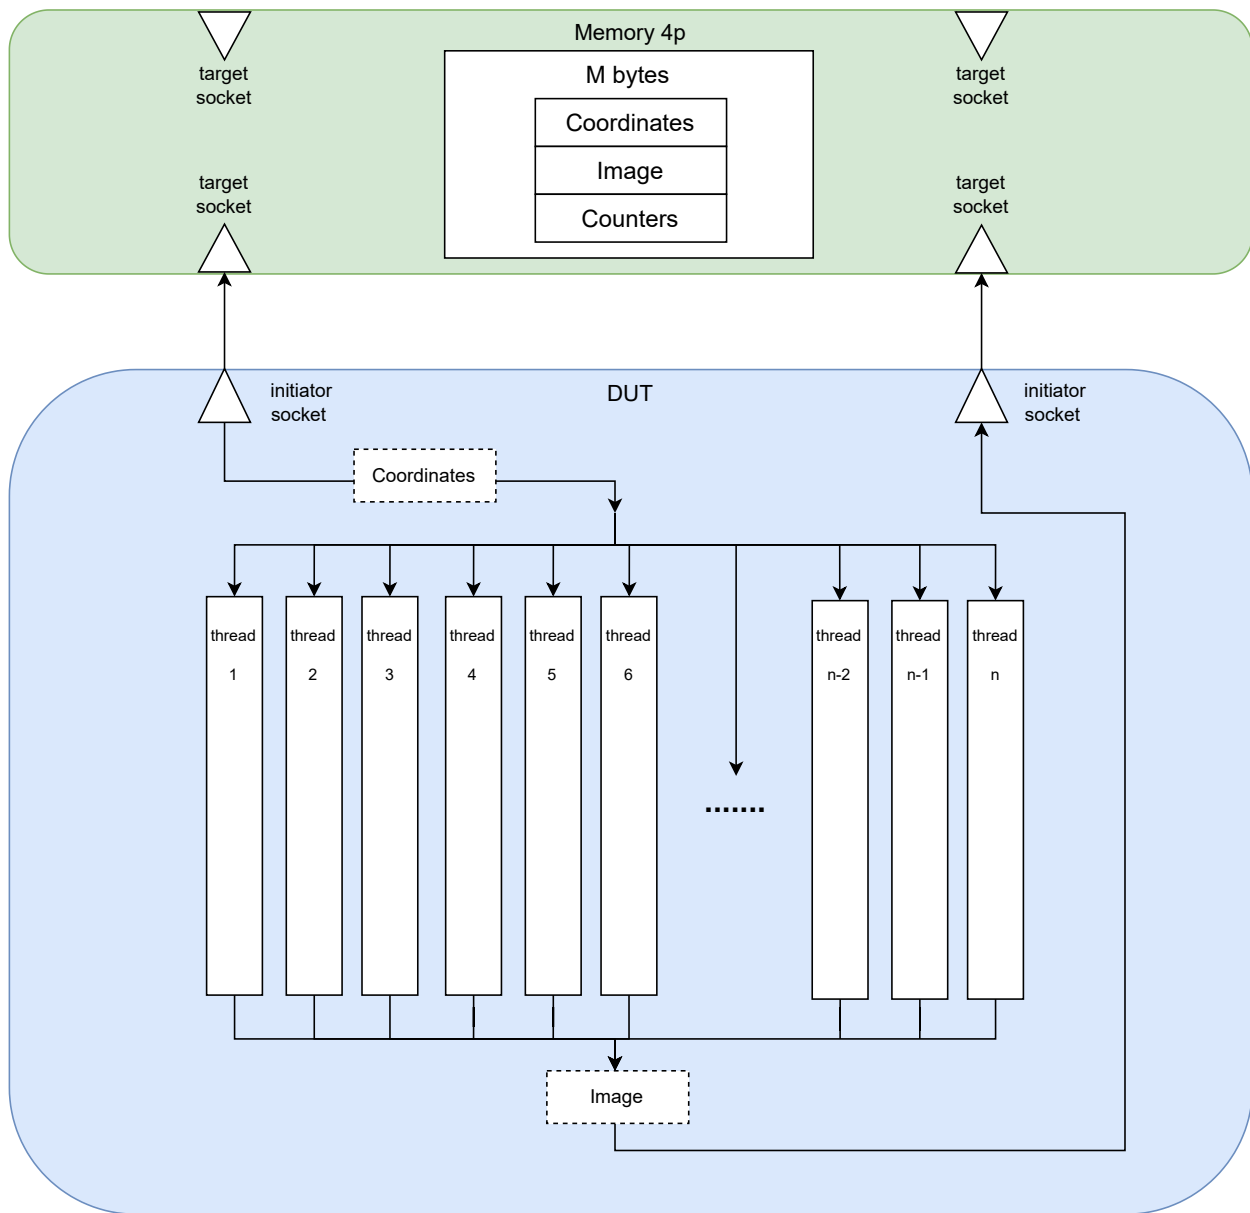 Memory 4p
target
socket
target
socket
M bytes
Coordinates
Image
Counters
target
socket
target
socket
initiator
socket
DUT
initiator
socket
Coordinates
thread
1
thread
2
thread
3
thread
4
thread
5
thread
6
.......
thread
n-2
thread
n-1
thread
n
Image